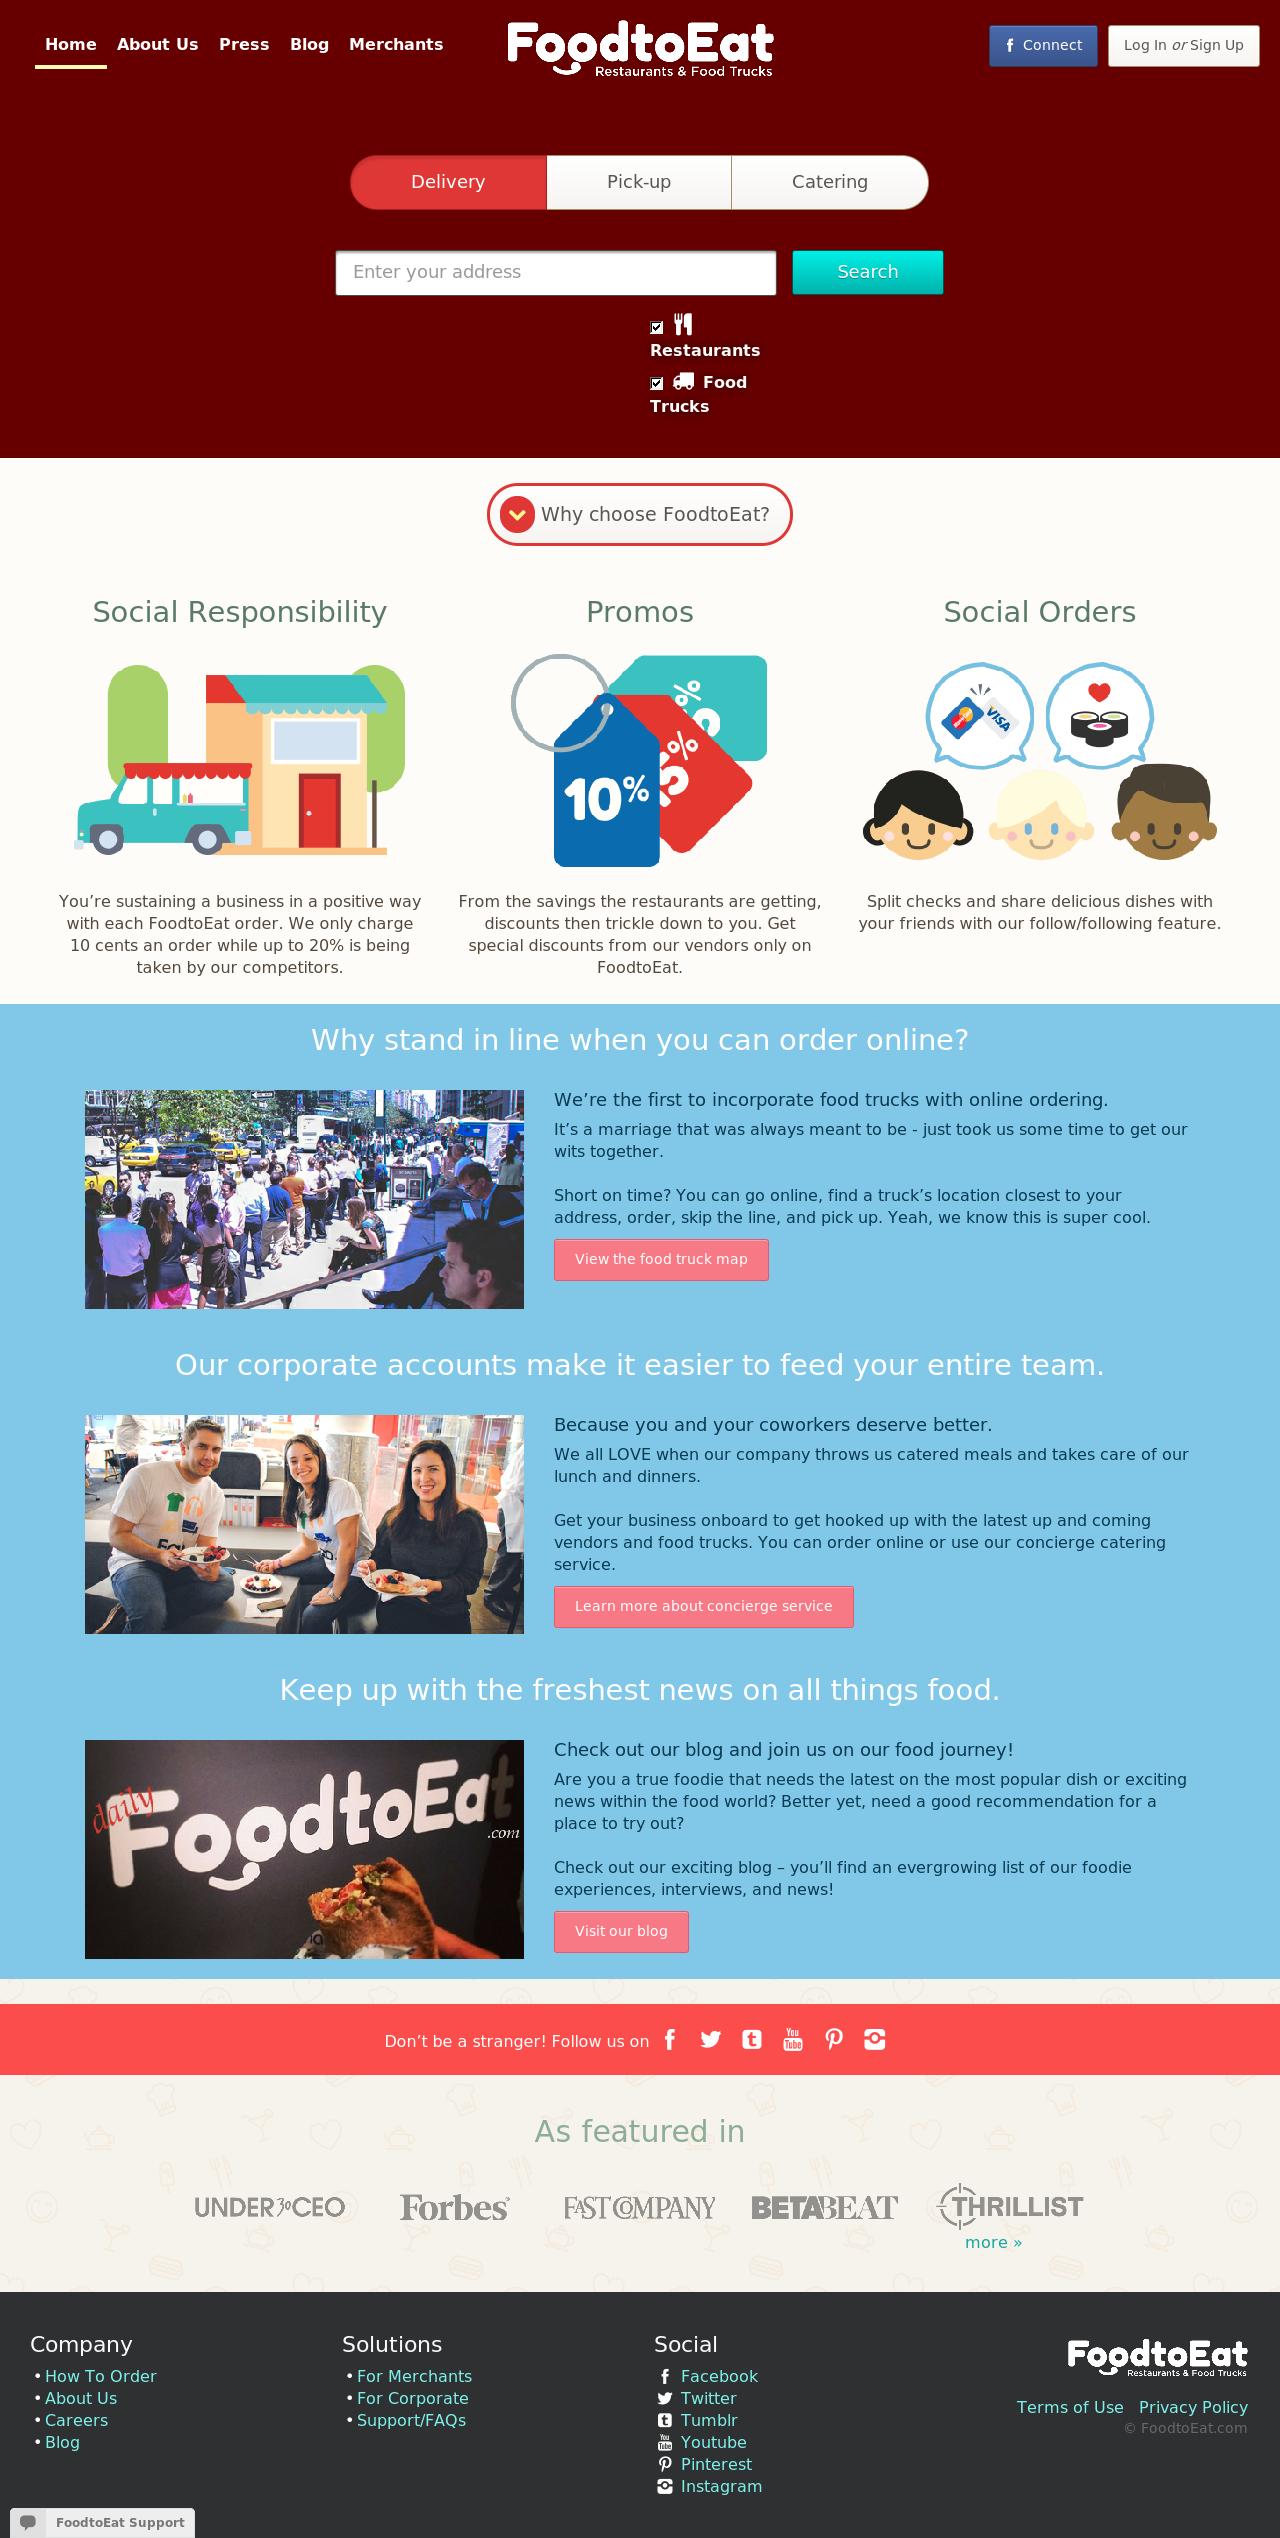 Home About Us Press Blog Merchants
FoodtoEat
Restaurants & Food Trucks
f Connect
Log In or Sign Up
Delivery Pick-up Catering
Enter your address
Search
Restaurants
Food
Trucks
Why choose FoodtoEat?
Social Responsibility
You’re sustaining a business in a positive way
with each FoodtoEat order. We only charge
10 cents an order while up to 20% is being
taken by our competitors.
Promos
10%
%
%
From the savings the restaurants are getting,
discounts then trickle down to you. Get
special discounts from our vendors only on
FoodtoEat.
Social Orders
VISA
Split checks and share delicious dishes with
your friends with our follow/following feature.
Why stand in line when you can order online?
We’re the first to incorporate food trucks with online ordering.
It’s a marriage that was always meant to be - just took us some time to get our
wits together.
Short on time? You can go online, find a truck’s location closest to your
address, order, skip the line, and pick up. Yeah, we know this is super cool.
View the food truck map
Our corporate accounts make it easier to feed your entire team.
Because you and your coworkers deserve better.
We all LOVE when our company throws us catered meals and takes care of our
lunch and dinners.
Get your business onboard to get hooked up with the latest up and coming
vendors and food trucks. You can order online or use our concierge catering
service.
Learn more about concierge service
Keep up with the freshest news on all things food.
daily
FoodtoEat
.com
Check out our blog and join us on our food journey!
Are you a true foodie that needs the latest on the most popular dish or exciting
news within the food world? Better yet, need a good recommendation for a
place to try out?
Check out our exciting blog – you’ll find an evergrowing list of our foodie
experiences, interviews, and news!
Visit our blog
Don’t be a stranger! Follow us on
As featured in
UNDER30CEO Forbes FAST COMPANY BETABEAT THRILLIST
more »
Company
• How To Order
• About Us
• Careers
• Blog
Solutions
• For Merchants
• For Corporate
• Support/FAQs
Social
Facebook
Twitter
Tumblr
Youtube
Pinterest
Instagram
FoodtoEat
Restaurants & Food Trucks
Terms of Use Privacy Policy
© FoodtoEat.com
FoodtoEat Support